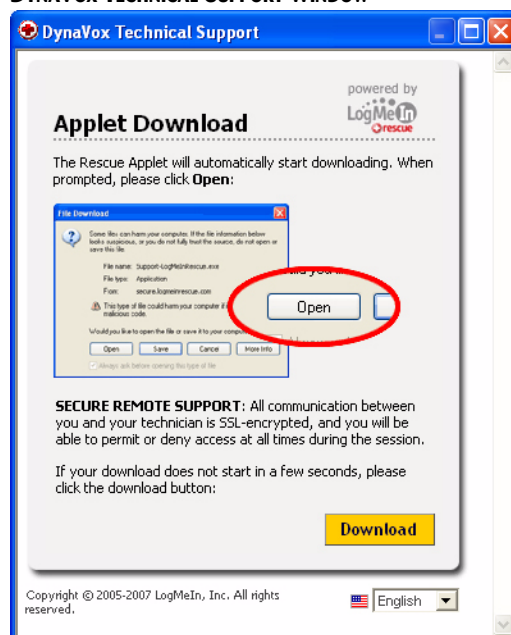 DYNAVOX TECHNICAL SUPPORT WINDOW
DynaVox Technical Support
powered by
LogMeIn
rescue
Applet Download
The Rescue Applet will automatically start downloading. When
prompted, please click Open:
File Download
Some files can harm your computer. If the file information below
looks suspicious, or you do not fully trust the source, do not open or
save this file.
File name: Support-LogMeInRescue.exe
File type: Application
From: secure.logmeinrescue.com
This type of file could harm your computer if
malicious code.
Would you like to open the file or save it to your
Open Save Cance More Info
Always ask before opening this type of file
Open
SECURE REMOTE SUPPORT: All communication between
you and your technician is SSL-encrypted, and you will be
able to permit or deny access at all times during the session.
If your download does not start in a few seconds, please
click the download button:
Download
Copyright © 2005-2007 LogMeIn, Inc. All rights
reserved.
English